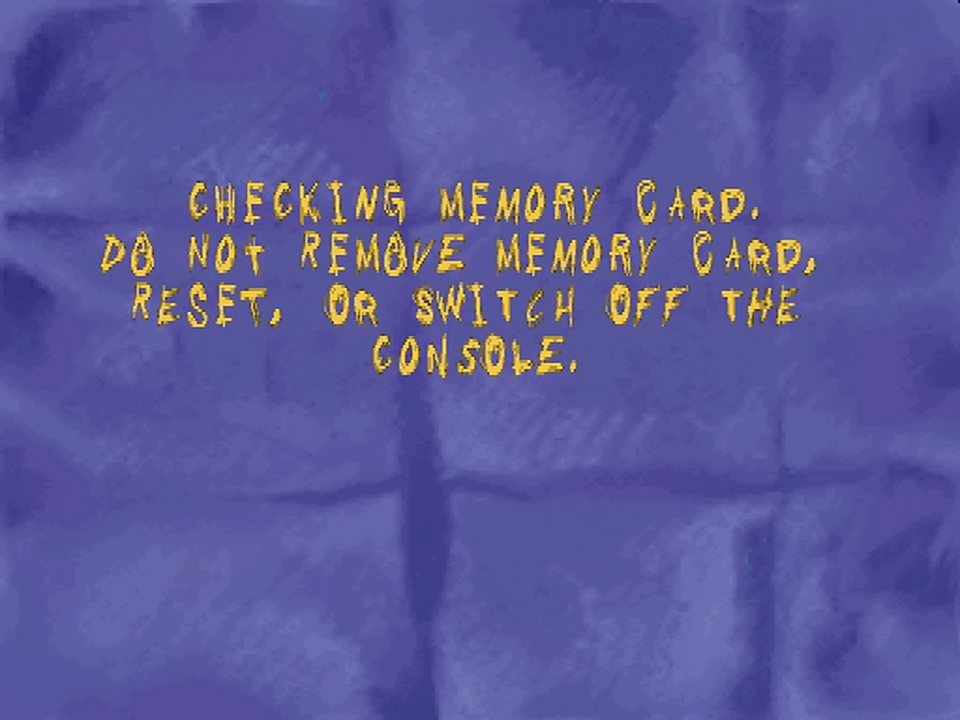 CHECKING MEMORY CARD.
DO NOT REMOVE MEMORY CARD,
RESET, OR SWITCH OFF THE
CONSOLE.